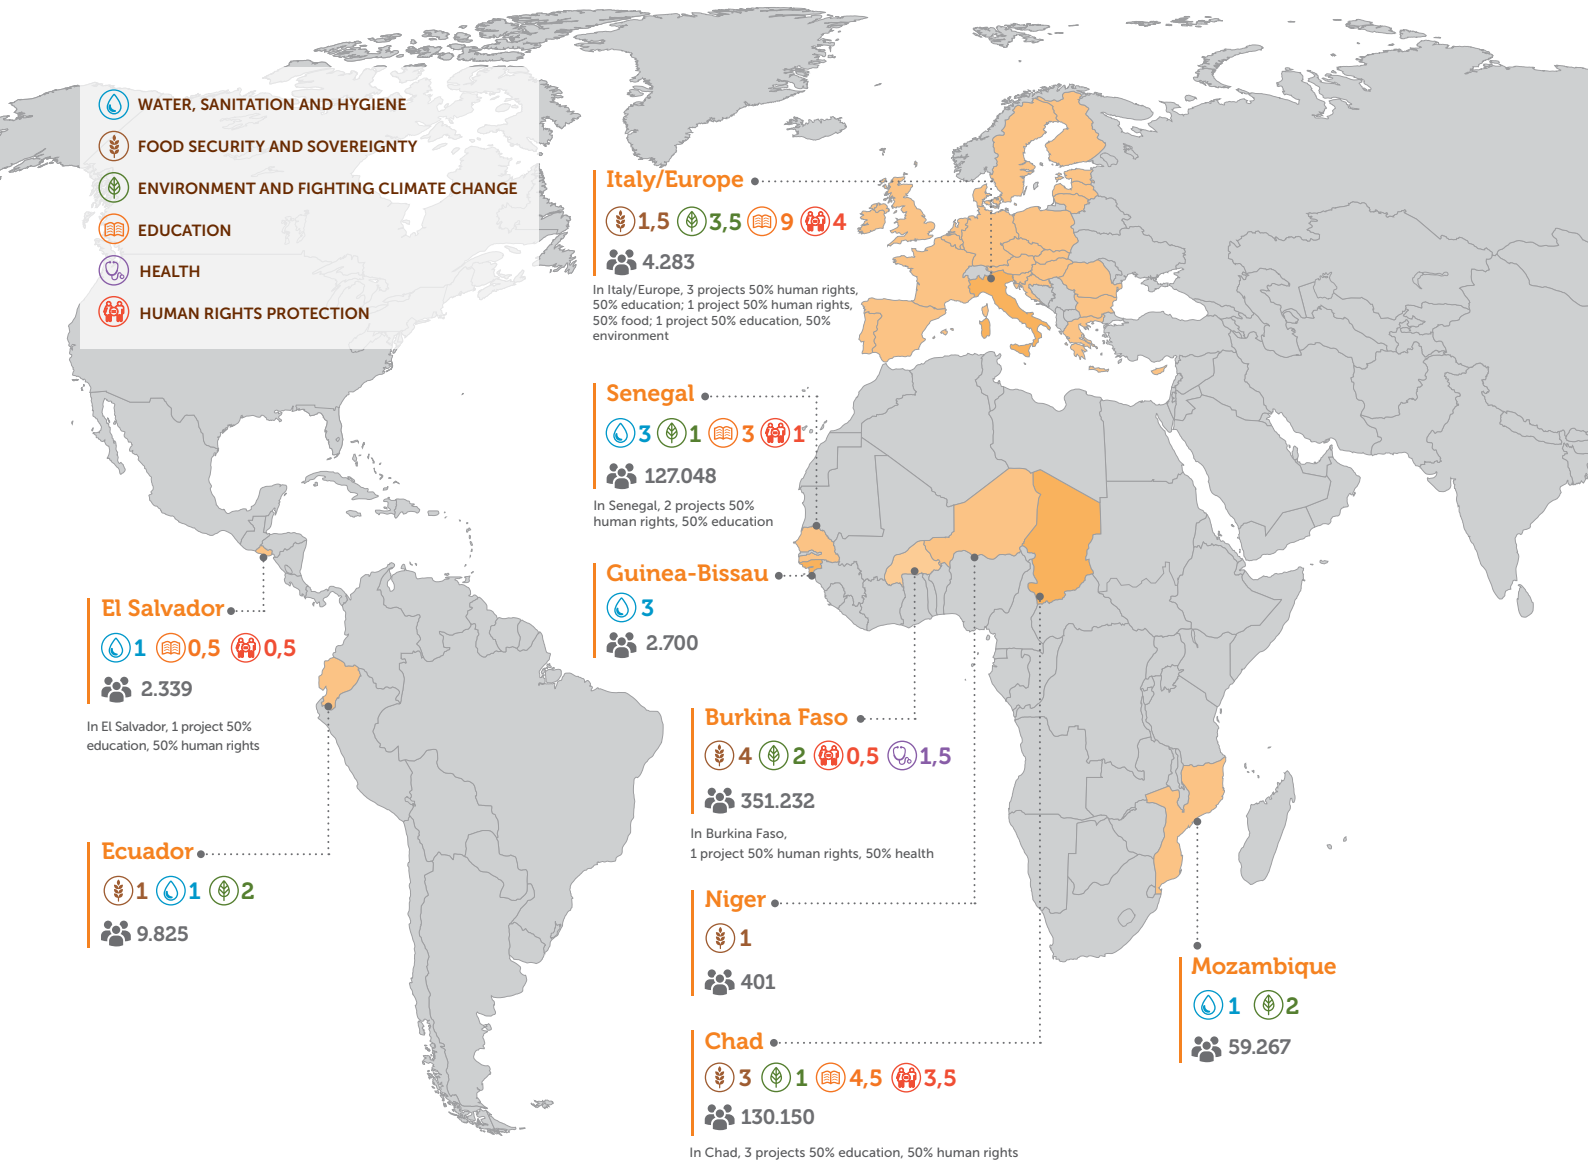 WATER, SANITATION AND HYGIENE
FOOD SECURITY AND SOVEREIGNTY
ENVIRONMENT AND FIGHTING CLIMATE CHANGE
EDUCATION
HEALTH
HUMAN RIGHTS PROTECTION
Italy/Europe
1,5 3,5 9 4
4.283
In Italy/Europe, 3 projects 50% human rights,
50% education; 1 project 50% human rights,
50% food; 1 project 50% education, 50%
environment
Senegal
3 1 3 1
127.048
In Senegal, 2 projects 50%
human rights, 50% education
Guinea-Bissau
3
2.700
El Salvador
1 0,5 0,5
2.339
In El Salvador, 1 project 50%
education, 50% human rights
Ecuador
1 1 2
9.825
Burkina Faso
4 2 0,5 1,5
351.232
In Burkina Faso,
1 project 50% human rights, 50% health
Niger
1
401
Chad
3 1 4,5 3,5
130.150
In Chad, 3 projects 50% education, 50% human rights
Mozambique
1 2
59.267